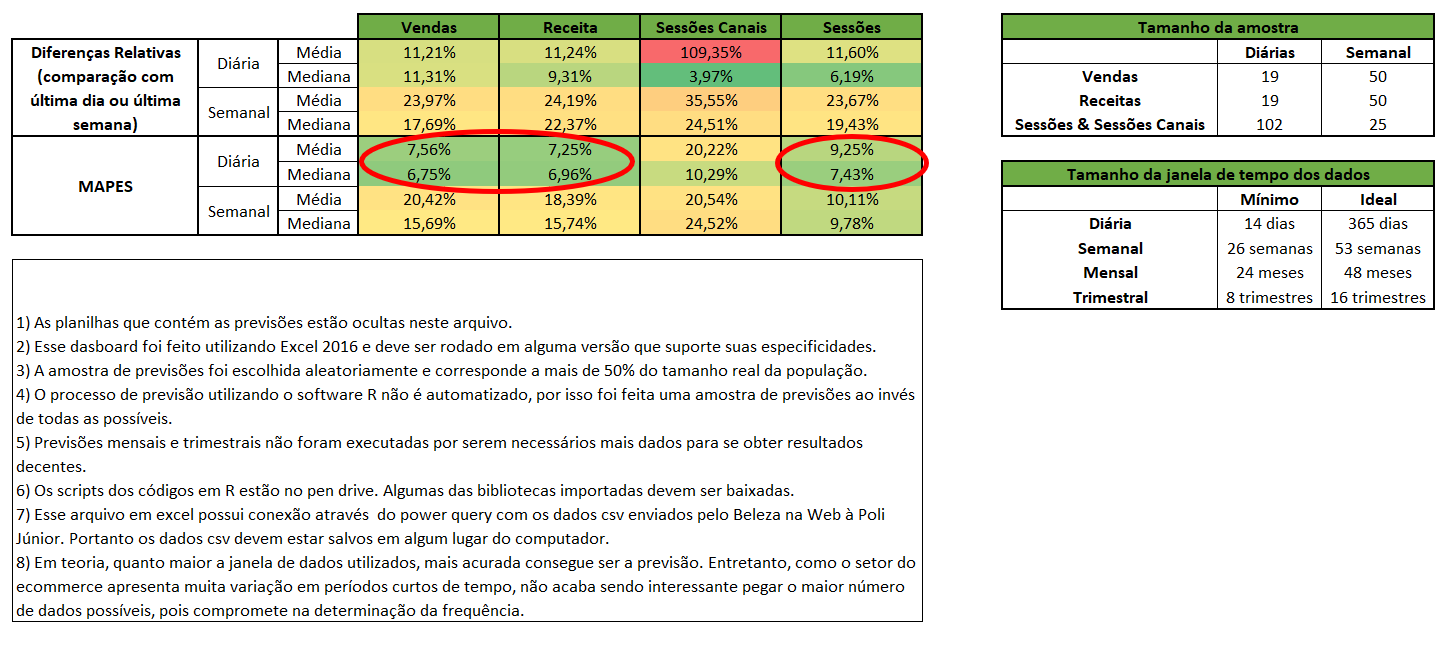 Vendas Receita Sessões Canais Sessões
Diferenças Relativas (comparação com última dia ou última semana) Diária Média 11,21% 11,24% 109,35% 11,60%
Mediana 11,31% 9,31% 3,97% 6,19%
Semanal Média 23,97% 24,19% 35,55% 23,67%
Mediana 17,69% 22,37% 24,51% 19,43%
MAPES Diária Média 7,56% 7,25% 20,22% 9,25%
Mediana 6,75% 6,96% 10,29% 7,43%
Semanal Média 20,42% 18,39% 20,54% 10,11%
Mediana 15,69% 15,74% 24,52% 9,78%
Tamanho da amostra
Diárias Semanal
Vendas 19 50
Receitas 19 50
Sessões & Sessões Canais 102 25
Tamanho da janela de tempo dos dados
Mínimo Ideal
Diária 14 dias 365 dias
Semanal 26 semanas 53 semanas
Mensal 24 meses 48 meses
Trimestral 8 trimestres 16 trimestres
1) As planilhas que contém as previsões estão ocultas neste arquivo.
2) Esse dasboard foi feito utilizando Excel 2016 e deve ser rodado em alguma versão que suporte suas especificidades.
3) A amostra de previsões foi escolhida aleatoriamente e corresponde a mais de 50% do tamanho real da população.
4) O processo de previsão utilizando o software R não é automatizado, por isso foi feita uma amostra de previsões ao invés
de todas as possíveis.
5) Previsões mensais e trimestrais não foram executadas por serem necessários mais dados para se obter resultados
decentes.
6) Os scripts dos códigos em R estão no pen drive. Algumas das bibliotecas importadas devem ser baixadas.
7) Esse arquivo em excel possui conexão através do power query com os dados csv enviados pelo Beleza na Web à Poli
Júnior. Portanto os dados csv devem estar salvos em algum lugar do computador.
8) Em teoria, quanto maior a janela de dados utilizados, mais acurada consegue ser a previsão. Entretanto, como o setor do
ecommerce apresenta muita variação em períodos curtos de tempo, não acaba sendo interessante pegar o maior número
de dados possíveis, pois compromete na determinação da frequência.